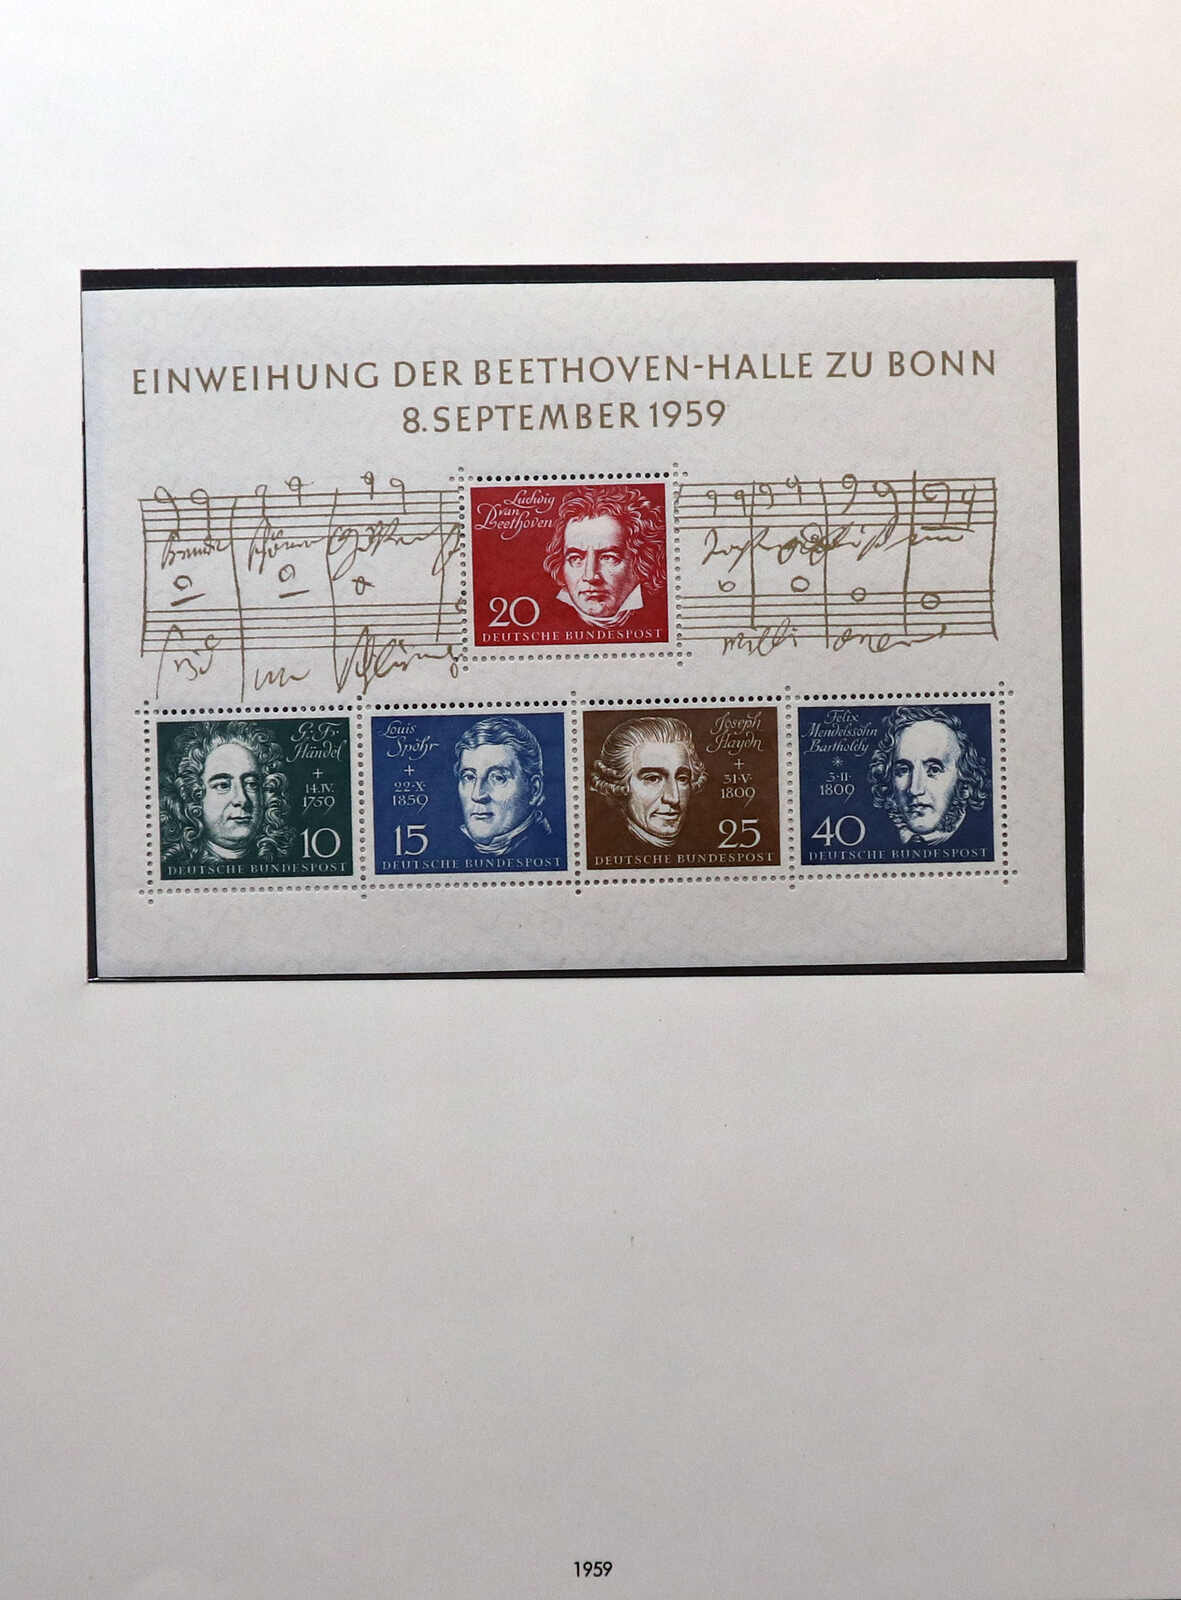 EINWEIHUNG DER BEETHOVEN-HALLE ZU BONN
8. SEPTEMBER 1959
Ludwig
van
Beethoven
20
DEUTSCHE BUNDESPOST
G. Fr.
Händel
+
14.IV.
1759
10
DEUTSCHE BUNDESPOST
Louis
Spohr
+
22·X·
1859
15
DEUTSCHE BUNDESPOST
Joseph
Haydn
+
31·V·
1809
25
DEUTSCHE BUNDESPOST
Felix
Mendelssohn
Bartholdy
*
3·II·
1809
40
DEUTSCHE BUNDESPOST
1959